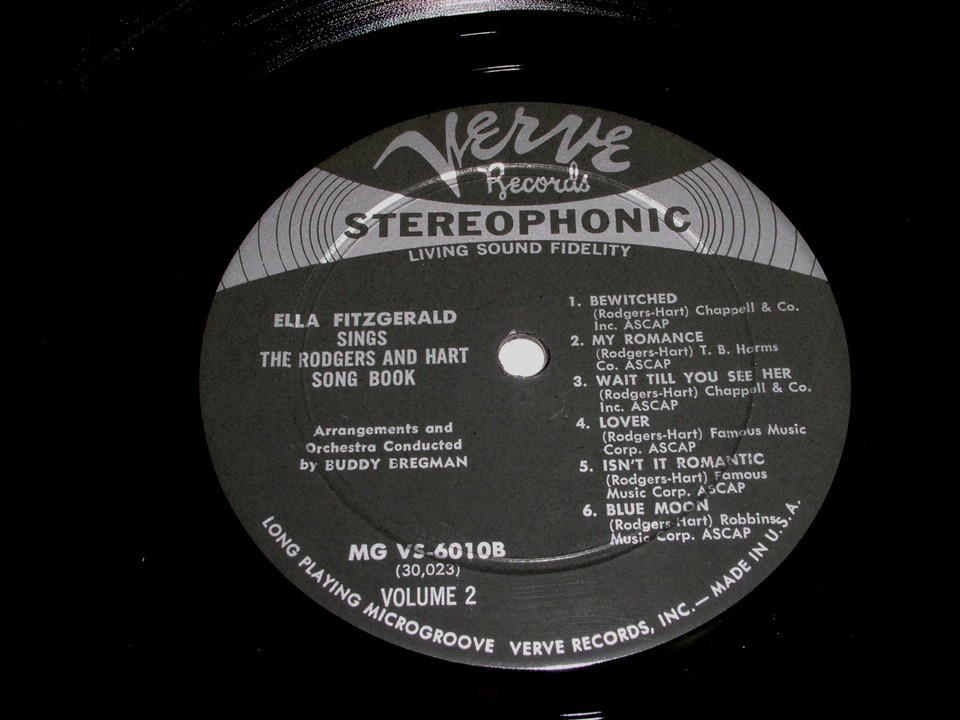 Verve
Records
STEREOPHONIC
LIVING SOUND FIDELITY
ELLA FITZGERALD
SINGS
THE RODGERS AND HART
SONG BOOK
Arrangements and
Orchestra Conducted
by BUDDY BREGMAN
1. BEWITCHED
(Rodgers-Hart) Chappell & Co.
Inc. ASCAP
2. MY ROMANCE
(Rodgers-Hart) T. B. Harms
Co. ASCAP
3. WAIT TILL YOU SEE HER
(Rodgers-Hart) Chappell & Co.
Inc. ASCAP
4. LOVER
(Rodgers-Hart) Famous Music
Corp. ASCAP
5. ISN'T IT ROMANTIC
(Rodgers-Hart) Famous
Music Corp. ASCAP
6. BLUE MOON
(Rodgers-Hart) Robbins
Music Corp. ASCAP
MG VS-6010B
(30,023)
VOLUME 2
LONG PLAYING MICROGROOVE VERVE RECORDS, INC.— MADE IN U.S.A.